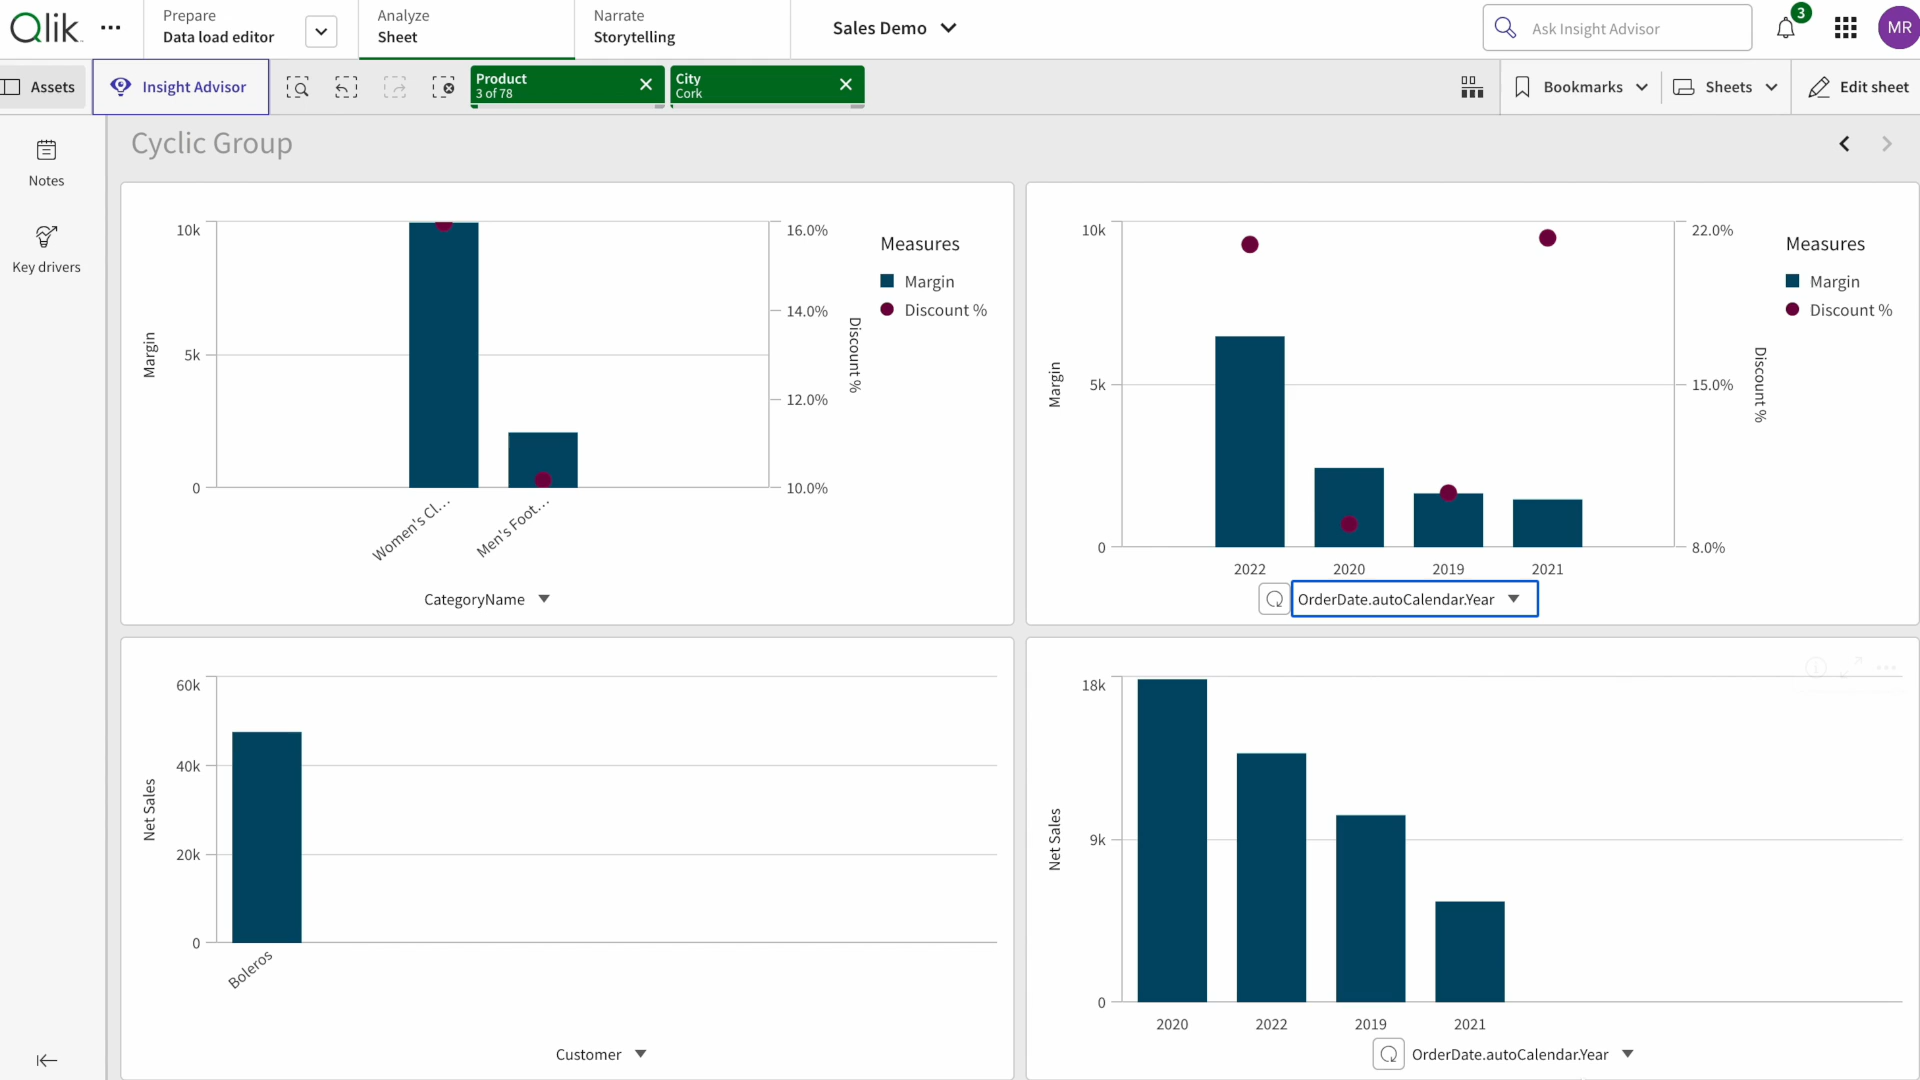 Qlik
Prepare
Data load editor
Analyze
Sheet
Narrate
Storytelling
Sales Demo
Ask Insight Advisor
3
MR
Assets
Insight Advisor
Product
3 of 78
City
Cork
Bookmarks
Sheets
Edit sheet
Notes
Key drivers
Cyclic Group
10k
5k
0
Margin
16.0%
14.0%
12.0%
10.0%
Discount %
Women's Cl...
Men's Foot...
CategoryName
Measures
Margin
Discount %
10k
5k
0
Margin
22.0%
15.0%
8.0%
Discount %
2022
2020
2019
2021
OrderDate.autoCalendar.Year
Measures
Margin
Discount %
60k
40k
20k
0
Net Sales
Boleros
Customer
18k
9k
0
Net Sales
2020
2022
2019
2021
OrderDate.autoCalendar.Year